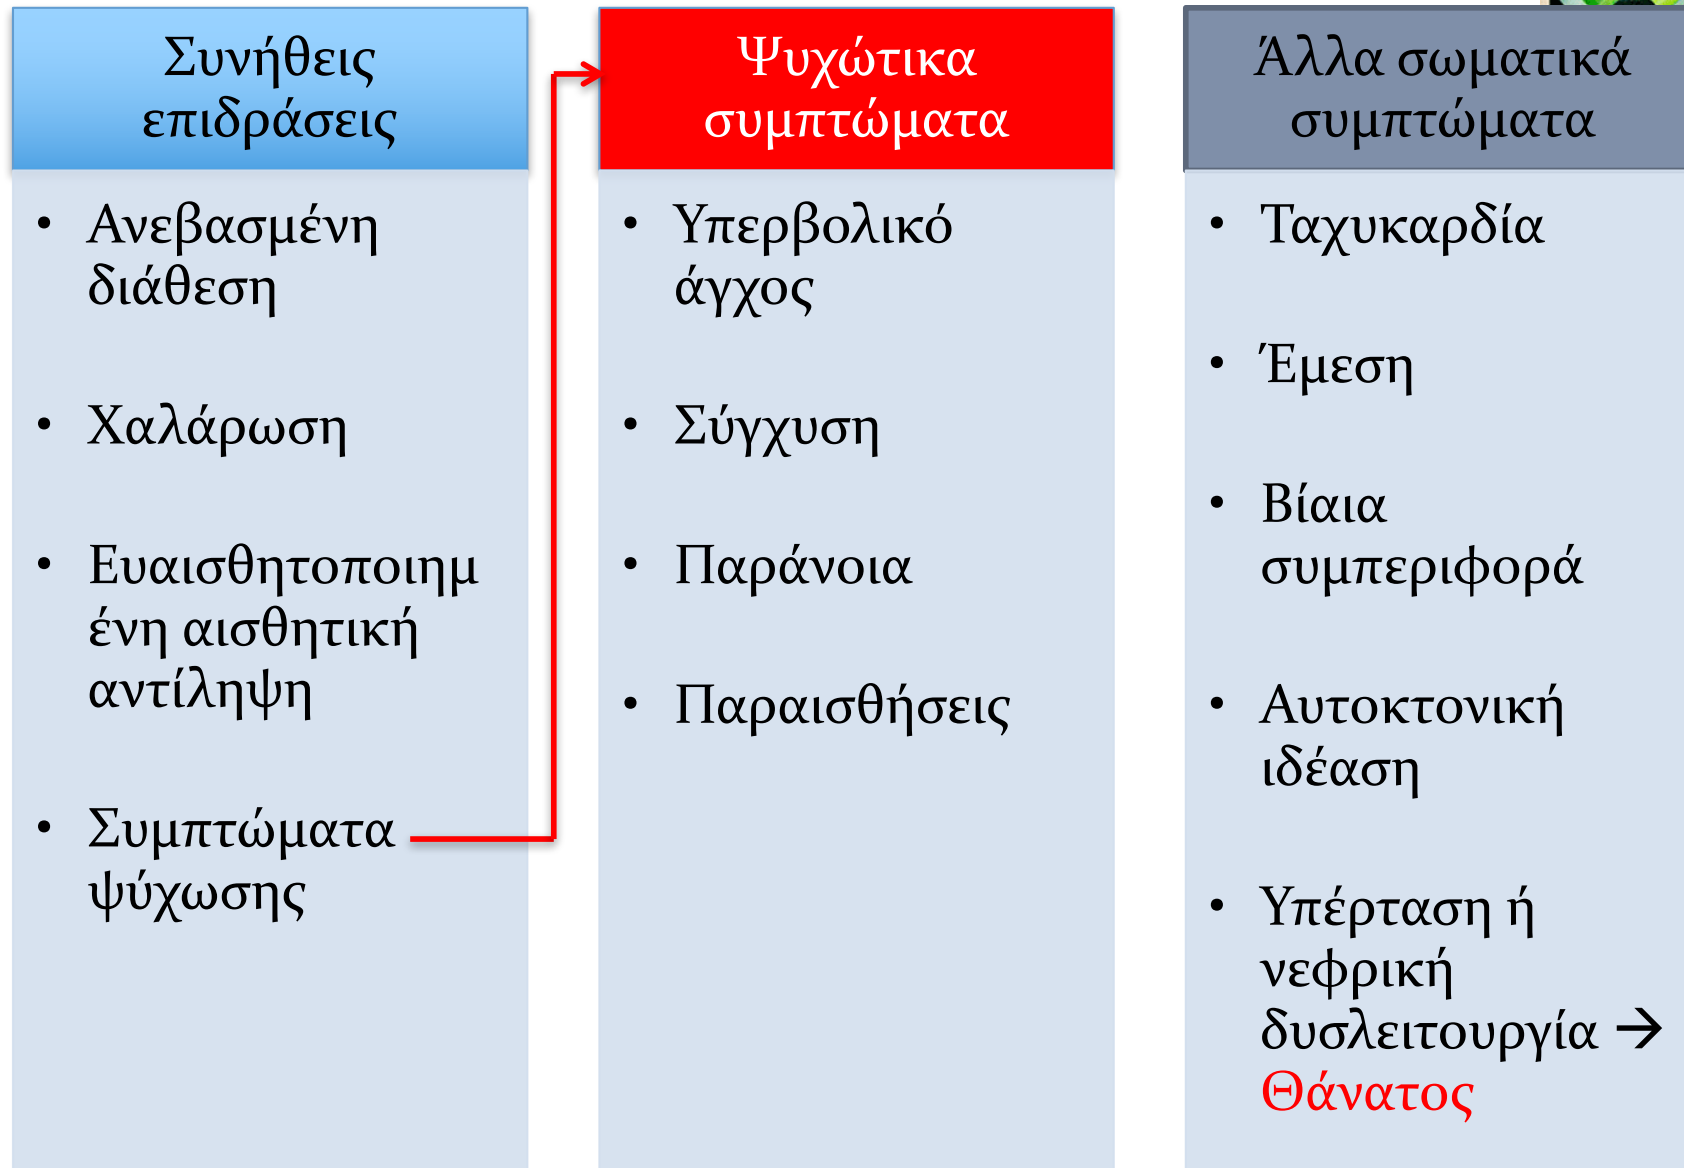 Συνήθεις
επιδράσεις
• Ανεβασμένη
διάθεση
• Χαλάρωση
• Ευαισθητοποιημ
ένη αισθητική
αντίληψη
• Συμπτώματα
ψύχωσης
Ψυχώτικα
συμπτώματα
• Υπερβολικό
άγχος
• Σύγχυση
• Παράνοια
• Παραισθήσεις
Άλλα σωματικά
συμπτώματα
• Ταχυκαρδία
• Έμεση
• Βίαια
συμπεριφορά
• Αυτοκτονική
ιδέαση
• Υπέρταση ή
νεφρική
δυσλειτουργία →
Θάνατος